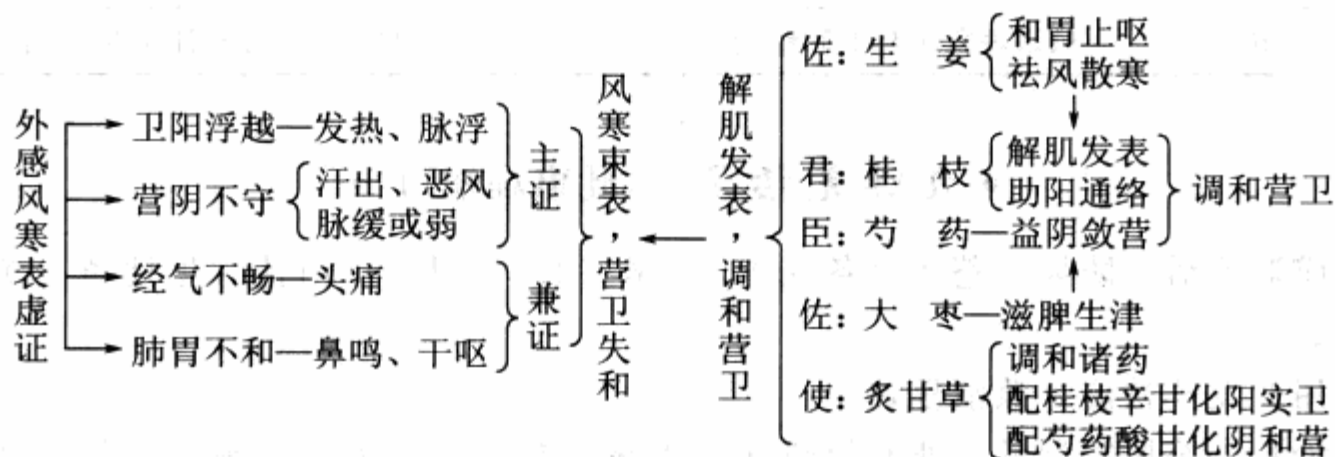 外感风寒表虚证
卫阳浮越—发热、脉浮
营阴不守
汗出、恶风
脉缓或弱
主证
经气不畅—头痛
肺胃不和—鼻鸣、干呕
兼证
风寒束表，营卫失和
解肌发表，调和营卫
佐：生 姜
和胃止呕
祛风散寒
君：桂 枝
解肌发表
助阳通络
臣：芍 药—益阴敛营
调和营卫
佐：大 枣—滋脾生津
使：炙甘草
调和诸药
配桂枝辛甘化阳实卫
配芍药酸甘化阴和营